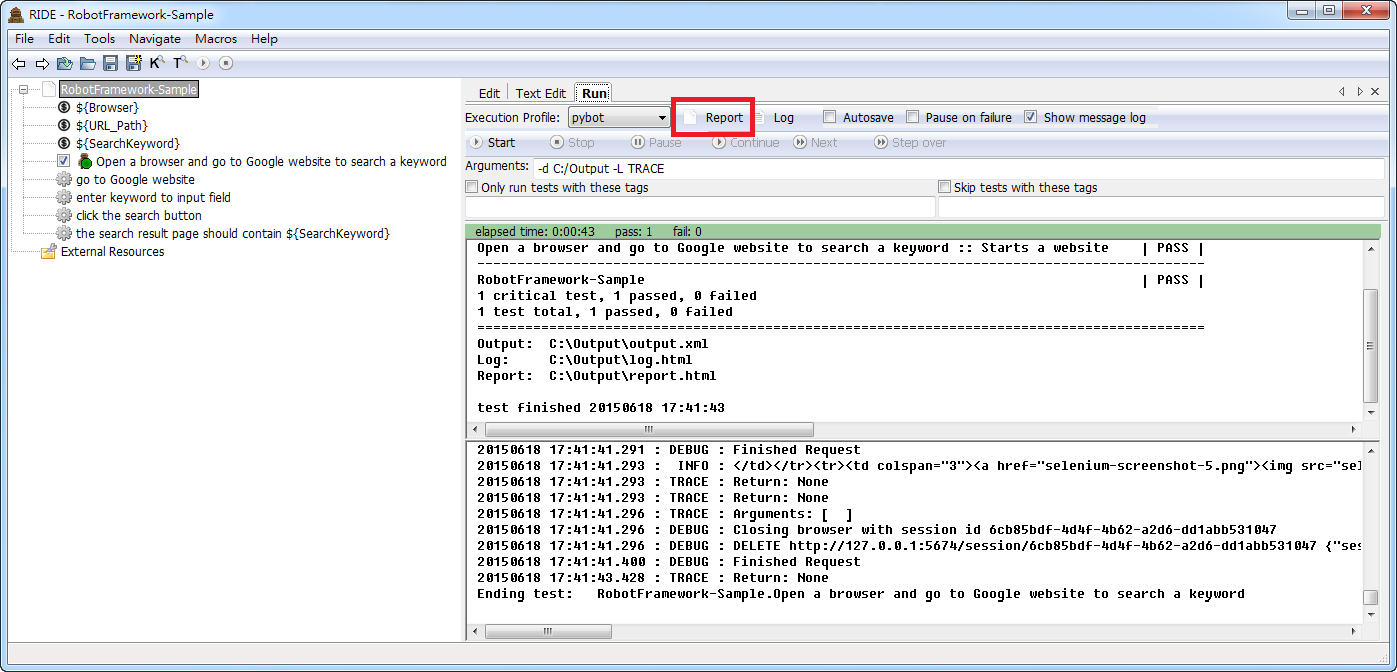 RIDE - RobotFramework-Sample
File Edit Tools Navigate Macros Help
RobotFramework-Sample
${Browser}
${URL_Path}
${SearchKeyword}
Open a browser and go to Google website to search a keyword
go to Google website
enter keyword to input field
click the search button
the search result page should contain ${SearchKeyword}
External Resources
Edit Text Edit Run
Execution Profile: pybot Report Log Autosave Pause on failure Show message log
Start Stop Pause Continue Next Step over
Arguments: -d C:/Output -L TRACE
Only run tests with these tags Skip tests with these tags
elapsed time: 0:00:43 pass: 1 fail: 0
Open a browser and go to Google website to search a keyword :: Starts a website | PASS |
------------------------------------------------------------------------------
RobotFramework-Sample | PASS |
1 critical test, 1 passed, 0 failed
1 test total, 1 passed, 0 failed
==============================================================================
Output: C:\Output\output.xml
Log: C:\Output\log.html
Report: C:\Output\report.html
test finished 20150618 17:41:43
20150618 17:41:41.291 : DEBUG : Finished Request
20150618 17:41:41.293 : INFO : </td></tr><tr><td colspan="3"><a href="selenium-screenshot-5.png"><img src="sel
20150618 17:41:41.293 : TRACE : Return: None
20150618 17:41:41.293 : TRACE : Return: None
20150618 17:41:41.296 : TRACE : Arguments: [ ]
20150618 17:41:41.296 : DEBUG : Closing browser with session id 6cb85bdf-4d4f-4b62-a2d6-dd1abb531047
20150618 17:41:41.296 : DEBUG : DELETE http://127.0.0.1:5674/session/6cb85bdf-4d4f-4b62-a2d6-dd1abb531047 {"ses
20150618 17:41:41.400 : DEBUG : Finished Request
20150618 17:41:43.428 : TRACE : Return: None
Ending test: RobotFramework-Sample.Open a browser and go to Google website to search a keyword